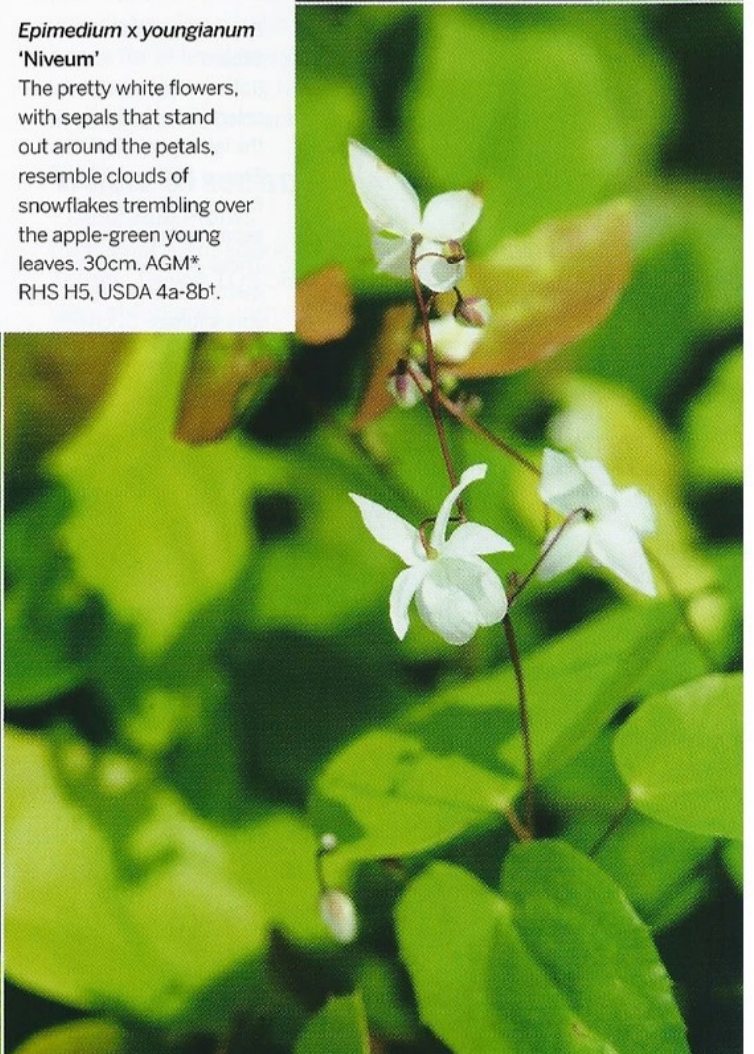 Epimedium x youngianum
‘Niveum’
The pretty white flowers,
with sepals that stand
out around the petals,
resemble clouds of
snowflakes trembling over
the apple-green young
leaves. 30cm. AGM*.
RHS H5, USDA 4a-8b†.